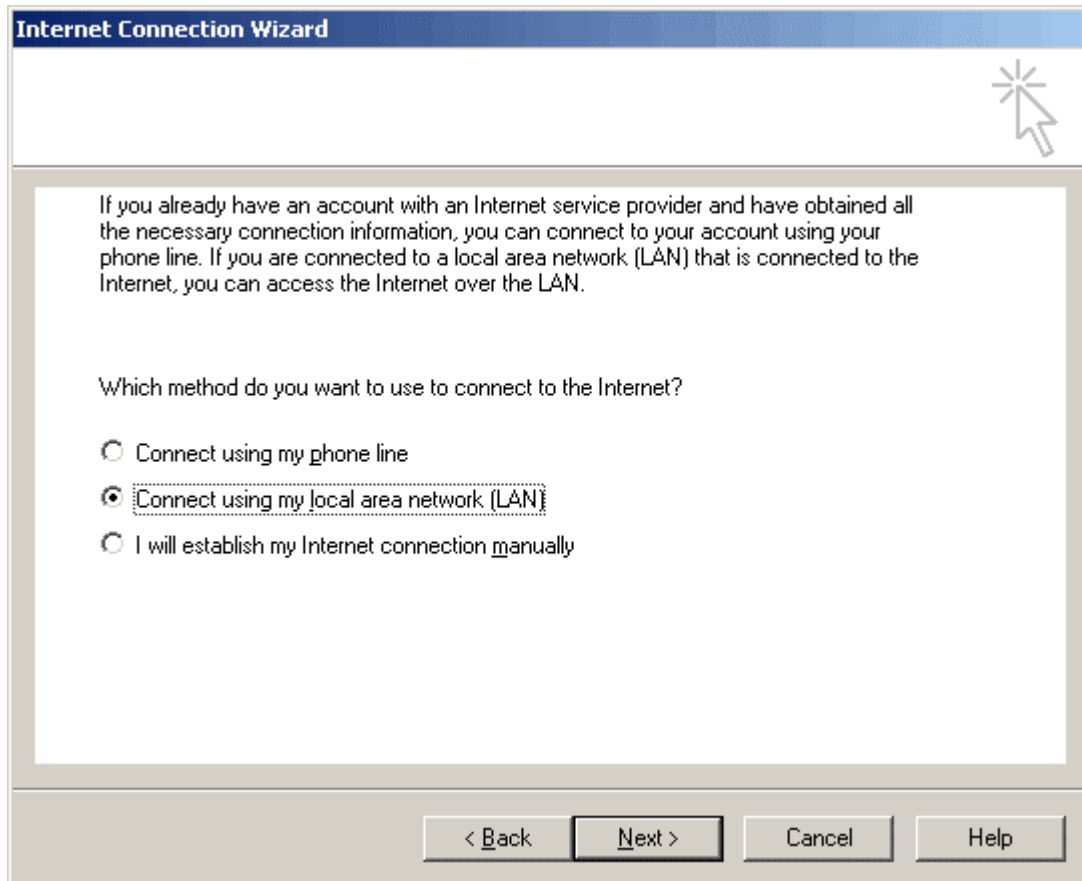 Internet Connection Wizard
If you already have an account with an Internet service provider and have obtained all
the necessary connection information, you can connect to your account using your
phone line. If you are connected to a local area network (LAN) that is connected to the
Internet, you can access the Internet over the LAN.
Which method do you want to use to connect to the Internet?
Connect using my phone line
Connect using my local area network (LAN)
I will establish my Internet connection manually
< Back Next > Cancel Help